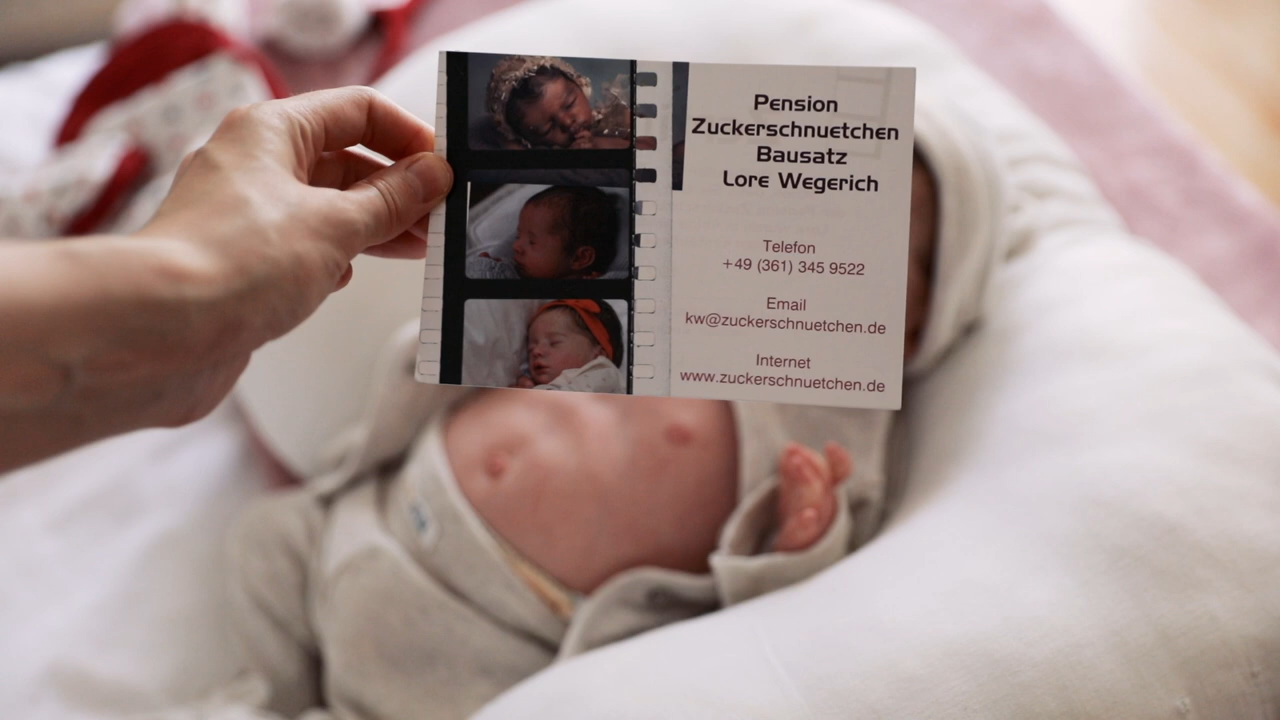 Pension
Zuckerschnuetchen
Bausatz
Lore Wegerich
Telefon
+49 (361) 345 9522
Email
kw@zuckerschnuetchen.de
Internet
www.zuckerschnuetchen.de